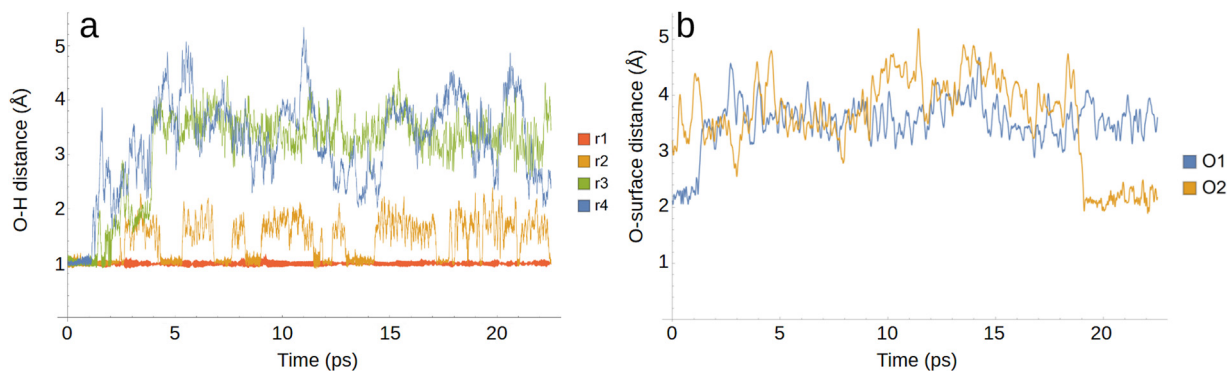 a
O-H distance (Å)
5
4
3
2
1
0
5
10
15
20
Time (ps)
r1
r2
r3
r4
b
O-surface distance (Å)
5
4
3
2
1
0
5
10
15
20
Time (ps)
O1
O2